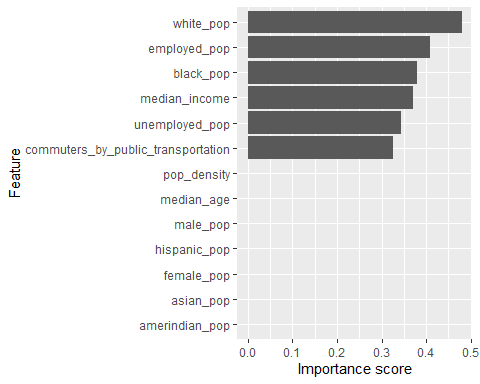 white_pop
employed_pop
black_pop
median_income
unemployed_pop
commuters_by_public_transportation
pop_density
median_age
male_pop
hispanic_pop
female_pop
asian_pop
amerindian_pop
Feature
0.0 0.1 0.2 0.3 0.4 0.5
Importance score